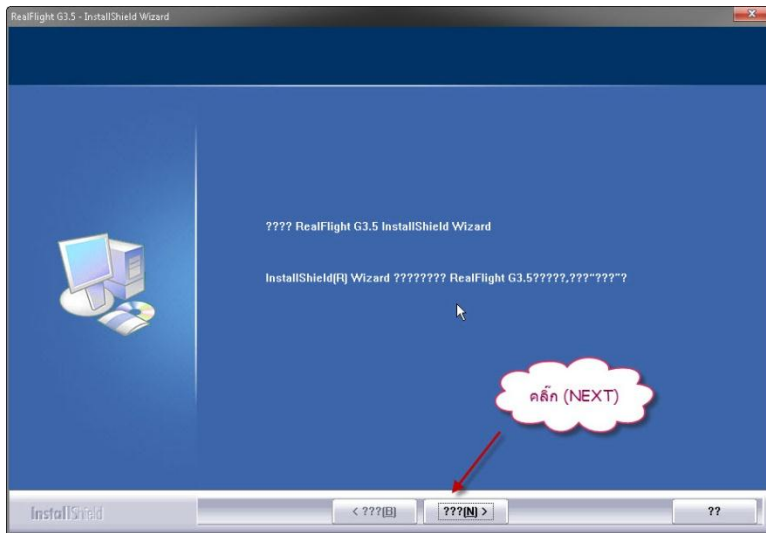 RealFlight G3.5 - InstallShield Wizard
???? RealFlight G3.5 InstallShield Wizard
InstallShield(R) Wizard ???????? RealFlight G3.5?????,???"???"?
คลิ๊ก (NEXT)
InstallShield
< ???(B)
???(N) >
??